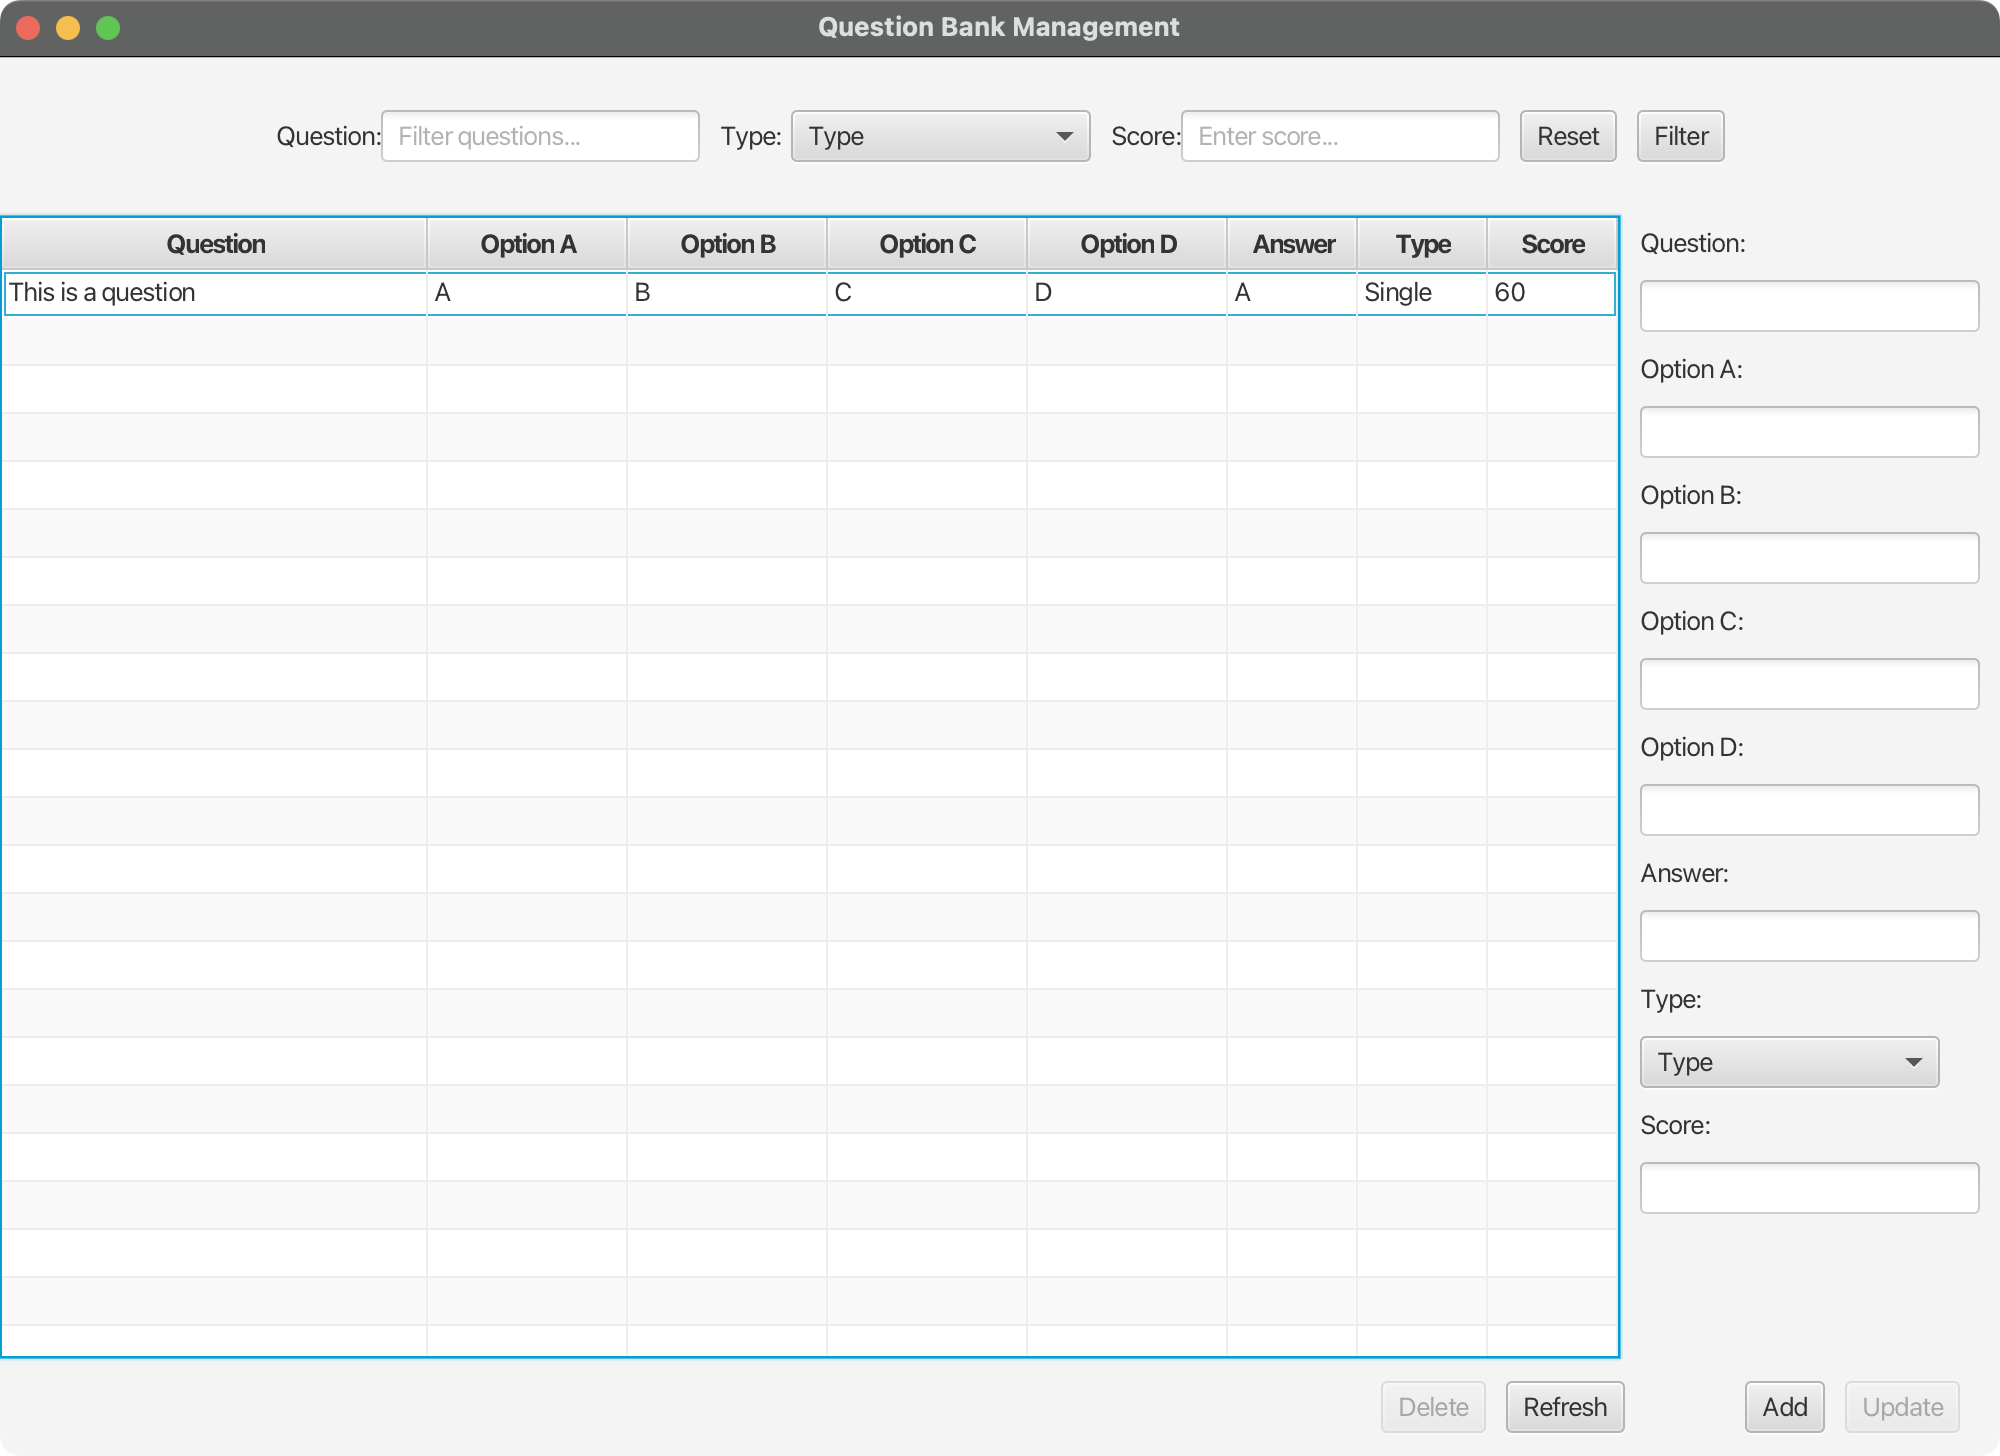 Question Bank Management
Question: Filter questions... Type: Type Score: Enter score... Reset Filter
Question Option A Option B Option C Option D Answer Type Score
This is a question A B C D A Single 60
Question:
Option A:
Option B:
Option C:
Option D:
Answer:
Type:
Type
Score:
Delete Refresh Add Update